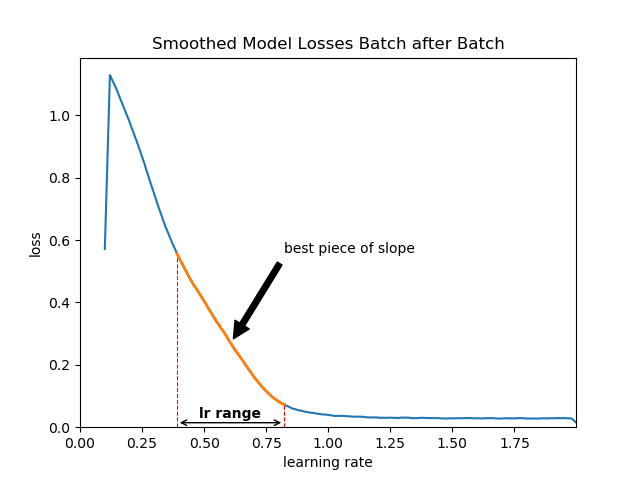 Smoothed Model Losses Batch after Batch
1.0
0.8
0.6
0.4
0.2
0.0
loss
best piece of slope
lr range
0.00 0.25 0.50 0.75 1.00 1.25 1.50 1.75
learning rate